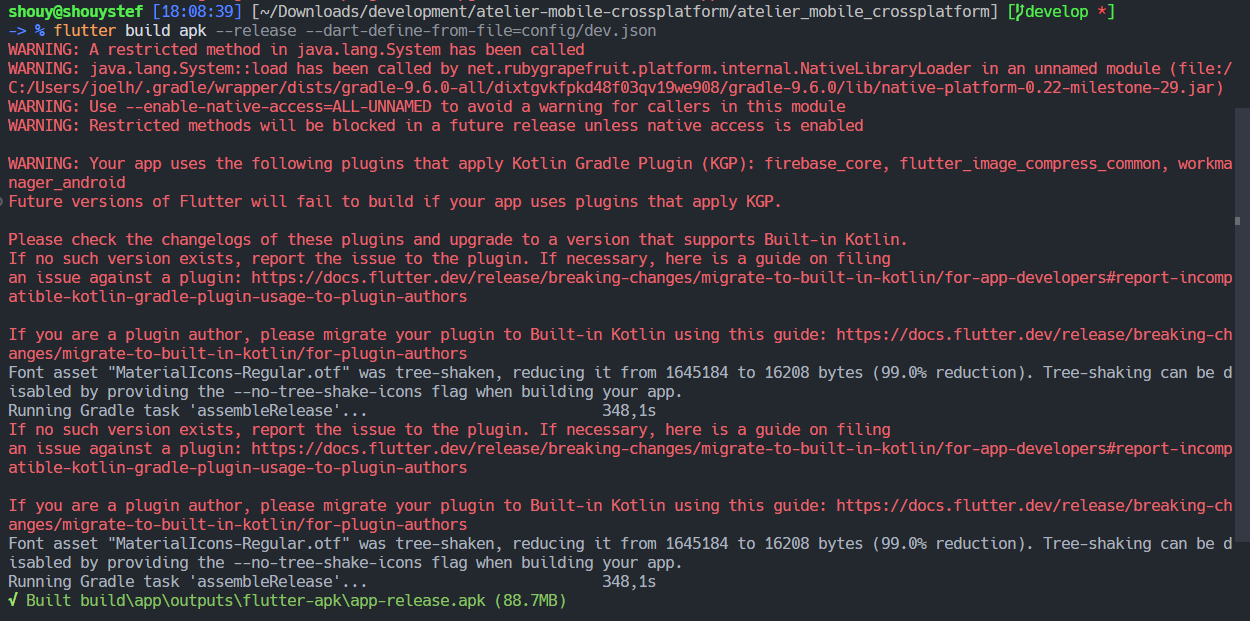 shouy@shouystef [18:08:39] [~/Downloads/development/atelier-mobile-crossplatform/atelier_mobile_crossplatform] [develop *]
-> % flutter build apk --release --dart-define-from-file=config/dev.json
WARNING: A restricted method in java.lang.System has been called
WARNING: java.lang.System::load has been called by net.rubygrapefruit.platform.internal.NativeLibraryLoader in an unnamed module (file:/
C:/Users/joelh/.gradle/wrapper/dists/gradle-9.6.0-all/dixtgvkfpkd48f03qv19we908/gradle-9.6.0/lib/native-platform-0.22-milestone-29.jar)
WARNING: Use --enable-native-access=ALL-UNNAMED to avoid a warning for callers in this module
WARNING: Restricted methods will be blocked in a future release unless native access is enabled

WARNING: Your app uses the following plugins that apply Kotlin Gradle Plugin (KGP): firebase_core, flutter_image_compress_common, workma
nager_android
Future versions of Flutter will fail to build if your app uses plugins that apply KGP.

Please check the changelogs of these plugins and upgrade to a version that supports Built-in Kotlin.
If no such version exists, report the issue to the plugin. If necessary, here is a guide on filing
an issue against a plugin: https://docs.flutter.dev/release/breaking-changes/migrate-to-built-in-kotlin/for-app-developers#report-incomp
atible-kotlin-gradle-plugin-usage-to-plugin-authors

If you are a plugin author, please migrate your plugin to Built-in Kotlin using this guide: https://docs.flutter.dev/release/breaking-ch
anges/migrate-to-built-in-kotlin/for-plugin-authors
Font asset "MaterialIcons-Regular.otf" was tree-shaken, reducing it from 1645184 to 16208 bytes (99.0% reduction). Tree-shaking can be d
isabled by providing the --no-tree-shake-icons flag when building your app.
Running Gradle task 'assembleRelease'... 348,1s
If no such version exists, report the issue to the plugin. If necessary, here is a guide on filing
an issue against a plugin: https://docs.flutter.dev/release/breaking-changes/migrate-to-built-in-kotlin/for-app-developers#report-incomp
atible-kotlin-gradle-plugin-usage-to-plugin-authors

If you are a plugin author, please migrate your plugin to Built-in Kotlin using this guide: https://docs.flutter.dev/release/breaking-ch
anges/migrate-to-built-in-kotlin/for-plugin-authors
Font asset "MaterialIcons-Regular.otf" was tree-shaken, reducing it from 1645184 to 16208 bytes (99.0% reduction). Tree-shaking can be d
isabled by providing the --no-tree-shake-icons flag when building your app.
Running Gradle task 'assembleRelease'... 348,1s
√ Built build\app\outputs\flutter-apk\app-release.apk (88.7MB)